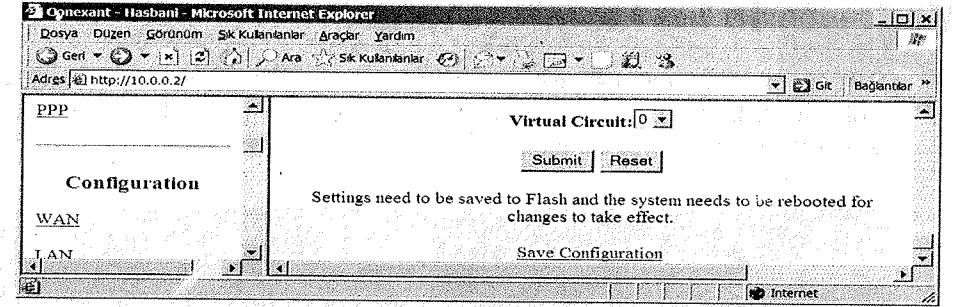 Conexant - Hasbani - Microsoft Internet Explorer
Dosya Düzen Görünüm Sık Kullanılanlar Araçlar Yardım
Geri Ara Sık Kullanılanlar
Adres http://10.0.0.2/ Git Bağlantılar »
PPP
Configuration
WAN
LAN
Virtual Circuit: 0
Submit Reset
Settings need to be saved to Flash and the system needs to be rebooted for
changes to take effect.
Save Configuration
Internet